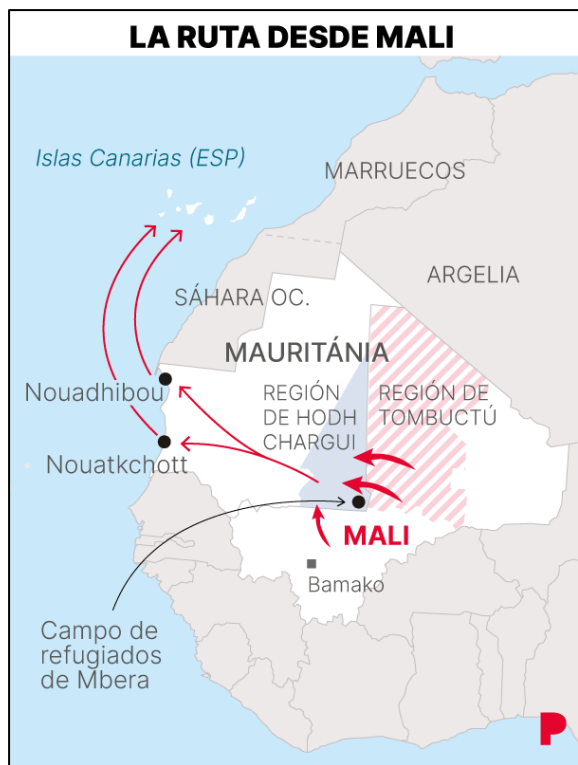 LA RUTA DESDE MALI
Islas Canarias (ESP)
MARRUECOS
ARGELIA
SÁHARA OC.
MAURITÁNIA
Nouadhibou
REGIÓN
DE HODH
CHARGUI
REGIÓN DE
TOMBUCTÚ
Nouatkchott
MALI
Bamako
Campo de
refugiados
de Mbera
P